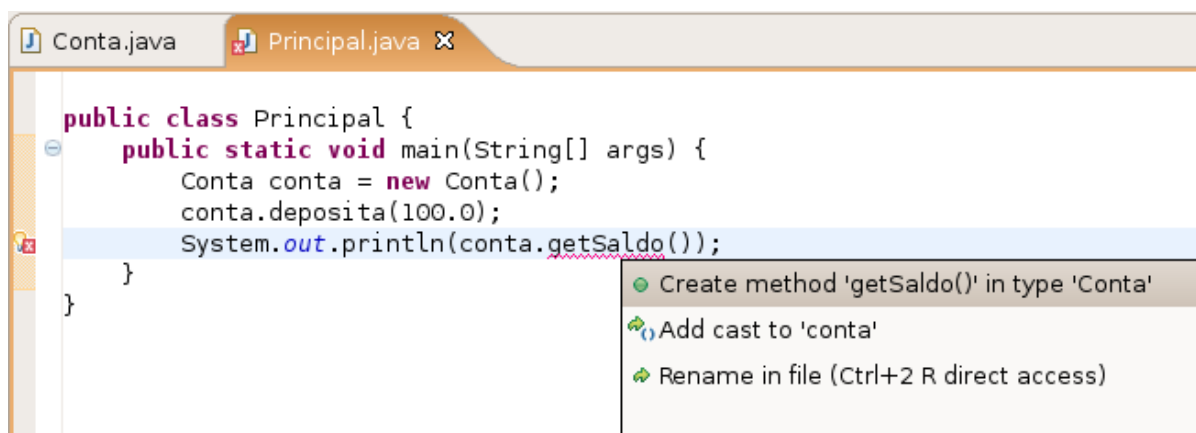 Conta.java Principal.java
public class Principal {
public static void main(String[] args) {
Conta conta = new Conta();
conta.deposita(100.0);
System.out.println(conta.getSaldo());
}
}
Create method 'getSaldo()' in type 'Conta'
Add cast to 'conta'
Rename in file (Ctrl+2 R direct access)